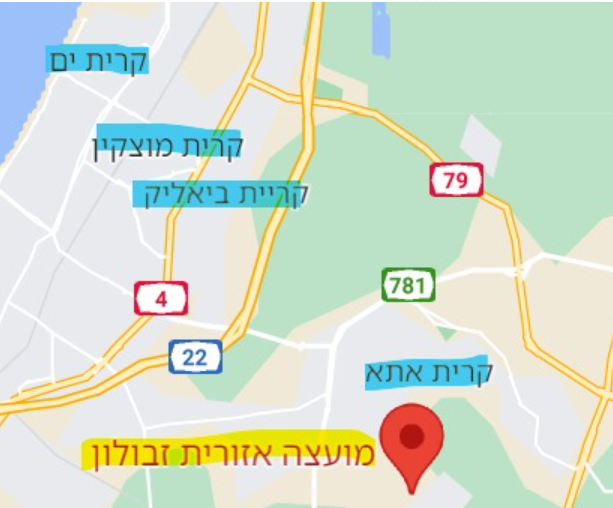 קרית ים
קרית מוצקין
קריית ביאליק
79
781
4
22
קרית אתא
מועצה אזורית זבולון